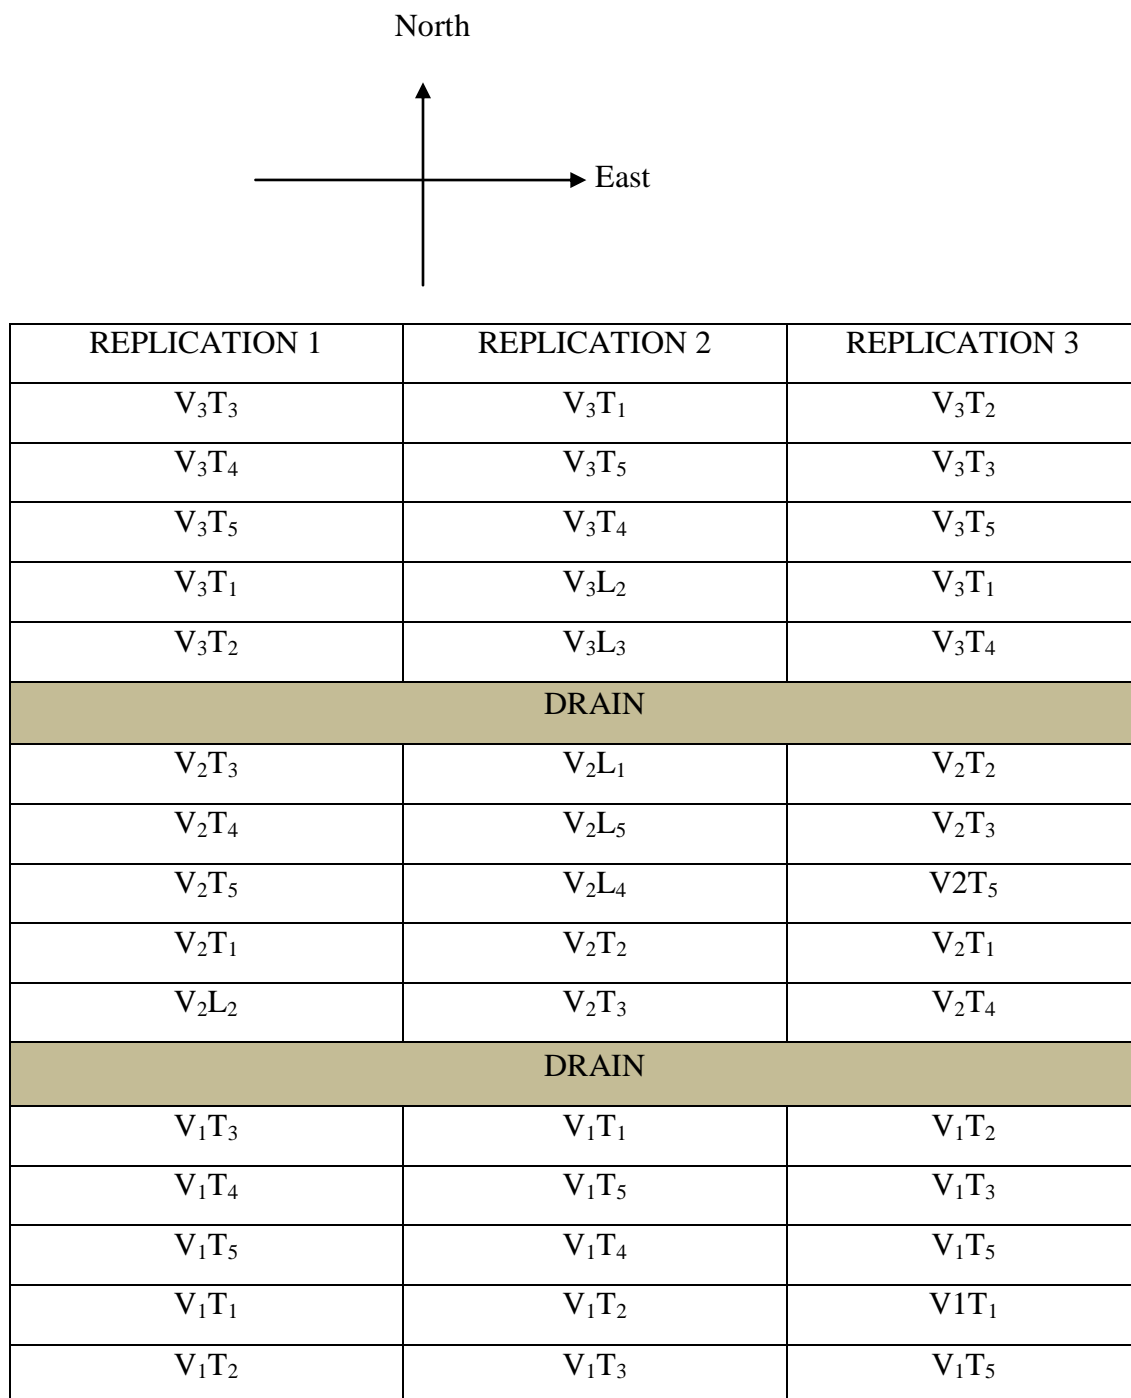 North
East
REPLICATION 1 REPLICATION 2 REPLICATION 3
V₃T₃ V₃T₁ V₃T₂
V₃T₄ V₃T₅ V₃T₃
V₃T₅ V₃T₄ V₃T₅
V₃T₁ V₃L₂ V₃T₁
V₃T₂ V₃L₃ V₃T₄
DRAIN
V₂T₃ V₂L₁ V₂T₂
V₂T₄ V₂L₅ V₂T₃
V₂T₅ V₂L₄ V2T₅
V₂T₁ V₂T₂ V₂T₁
V₂L₂ V₂T₃ V₂T₄
DRAIN
V₁T₃ V₁T₁ V₁T₂
V₁T₄ V₁T₅ V₁T₃
V₁T₅ V₁T₄ V₁T₅
V₁T₁ V₁T₂ V1T₁
V₁T₂ V₁T₃ V₁T₅